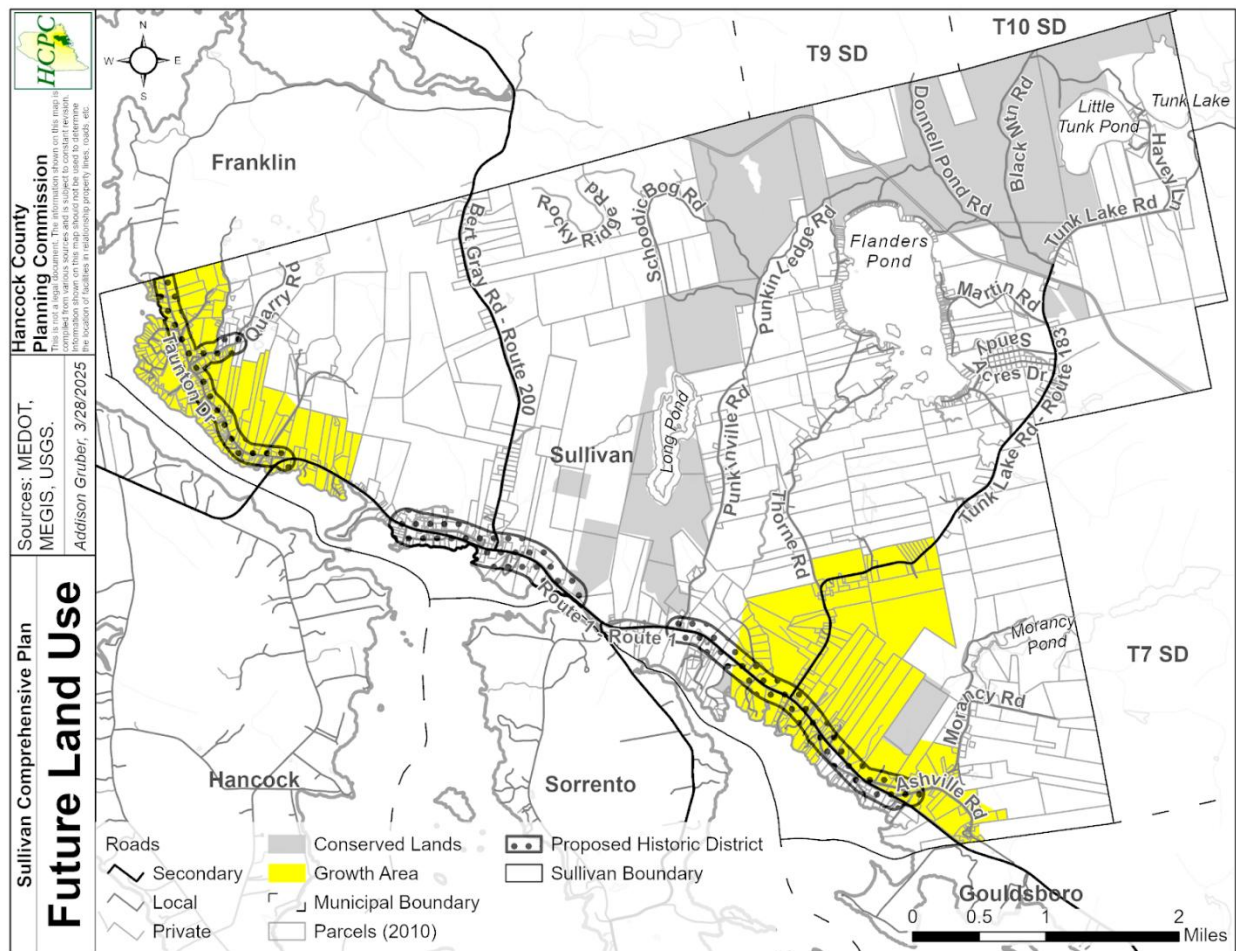 HCPC
Hancock County
Planning Commission
This is not a legal document. The information shown on this map is
compiled from various sources and is subject to constant revision.
Information shown on this map should not be used to determine
the location of facilities in relationship property lines, roads, etc.
Sources: MEDOT,
MEGIS, USGS.
Addison Gruber, 3/28/2025
Sullivan Comprehensive Plan
Future Land Use
N
W
E
S
T10 SD
T9 SD
Franklin
Tunk Lake
Little
Tunk Pond
Donnell Pond Rd
Black Mtn Rd
Havey Ln
Tunk Lake Rd
Rocky Ridge Rd
Schoodic Bog Rd
Bert Gray Rd - Route 200
Punkin Ledge Rd
Flanders
Pond
Quarry Rd
Taunton Dr
Martin Rd
Sandy
Acres Dr
Tunk Lake Rd - Route 183
Sullivan
Long Pond
Punkinville Rd
Thorne Rd
Route 1
Route 1
Morancy
Pond
T7 SD
Morancy Rd
Ashville Rd
Hancock
Sorrento
Gouldsboro
Roads
Secondary
Local
Private
Conserved Lands
Growth Area
Municipal Boundary
Parcels (2010)
Proposed Historic District
Sullivan Boundary
0 0.5 1 2
Miles